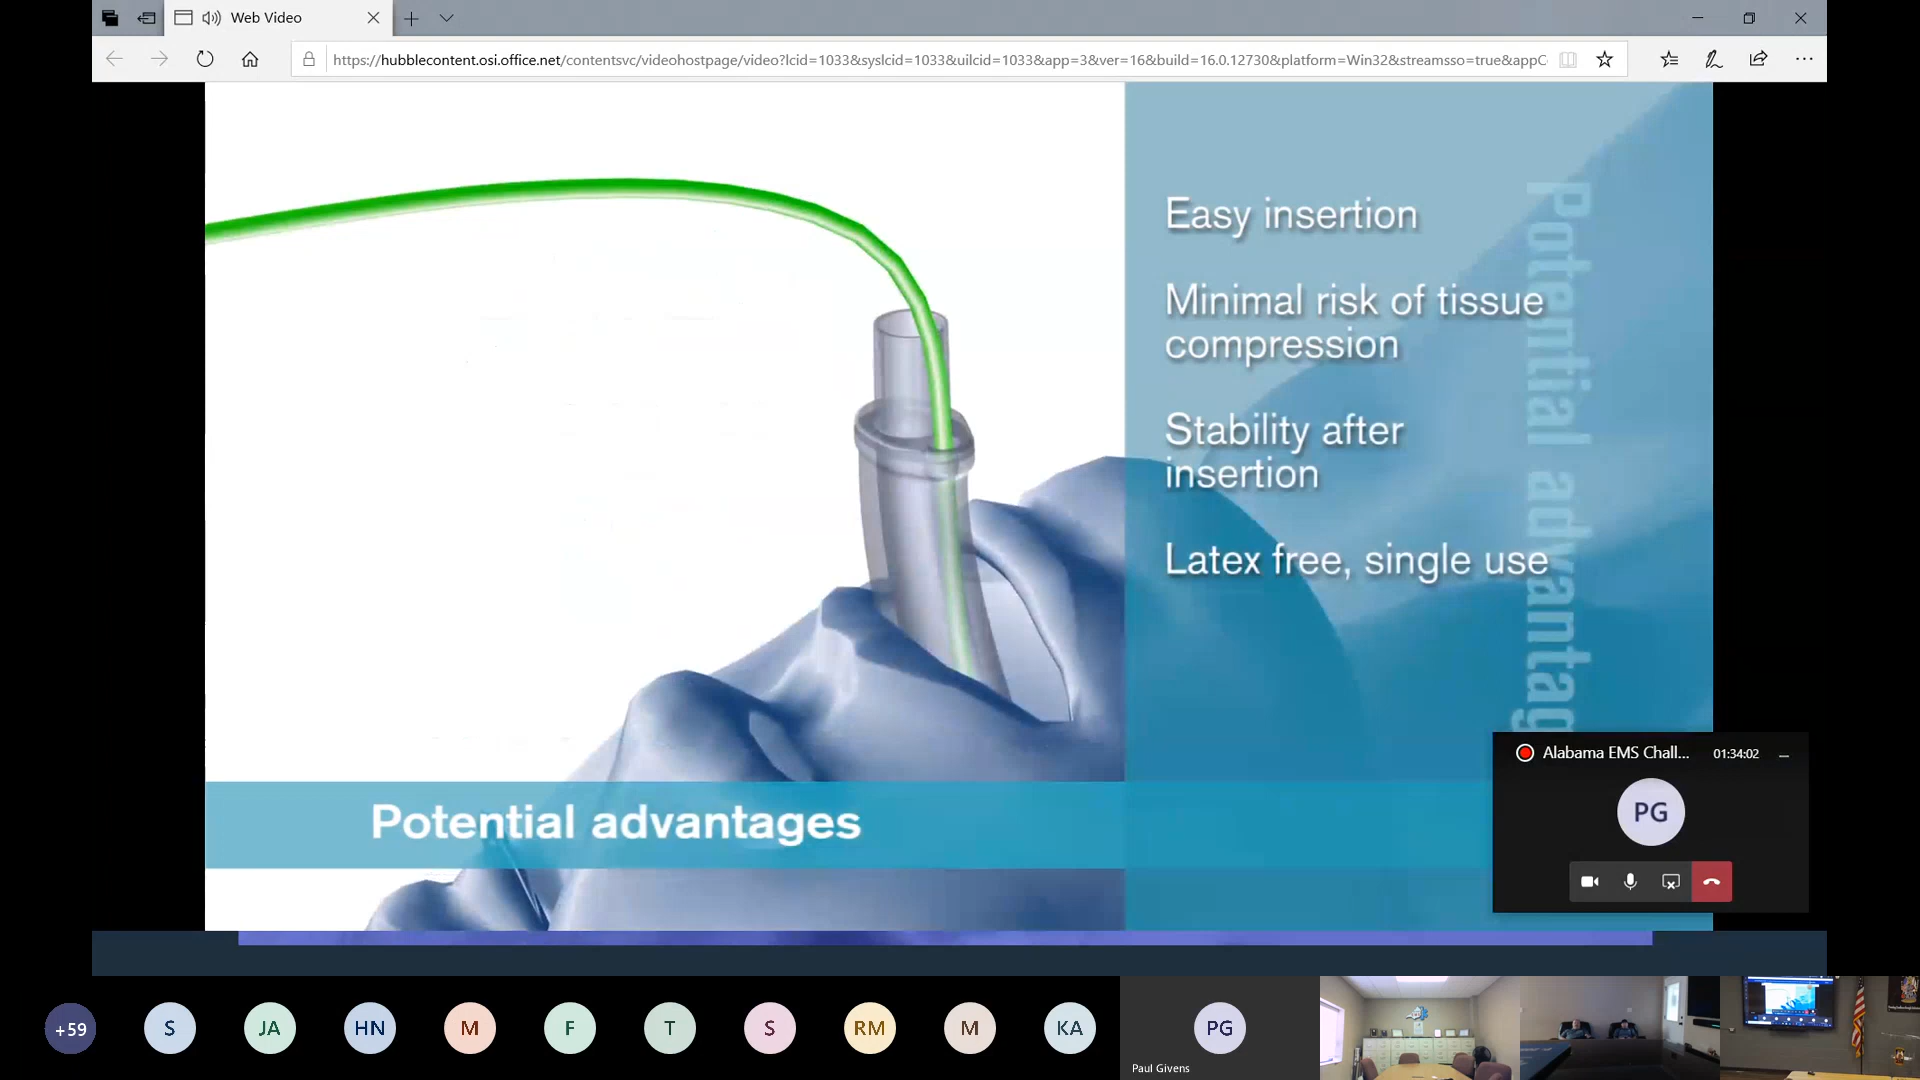 Web Video
https://hubblecontent.osi.office.net/contentsvc/videohostpage/video?lcid=1033&syslcid=1033&uilcid=1033&app=3&ver=16&build=16.0.12730&platform=Win32&streamsso=true&appC
Easy insertion
Minimal risk of tissue
compression
Stability after
insertion
Latex free, single use
Potential advantag
Potential advantages
Alabama EMS Chall... 01:34:02
PG
+59 S JA HN M F T S RM M KA PG
Paul Givens